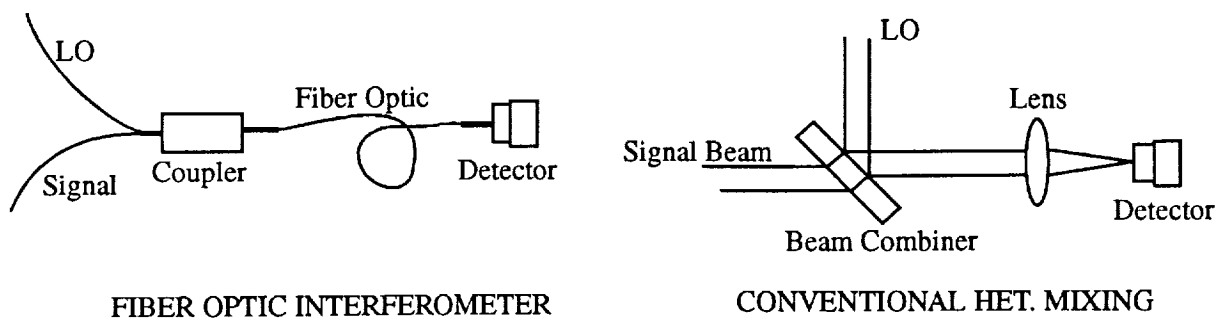 LO
Fiber Optic
Coupler
Signal
Detector
FIBER OPTIC INTERFEROMETER
LO
Lens
Signal Beam
Detector
Beam Combiner
CONVENTIONAL HET. MIXING